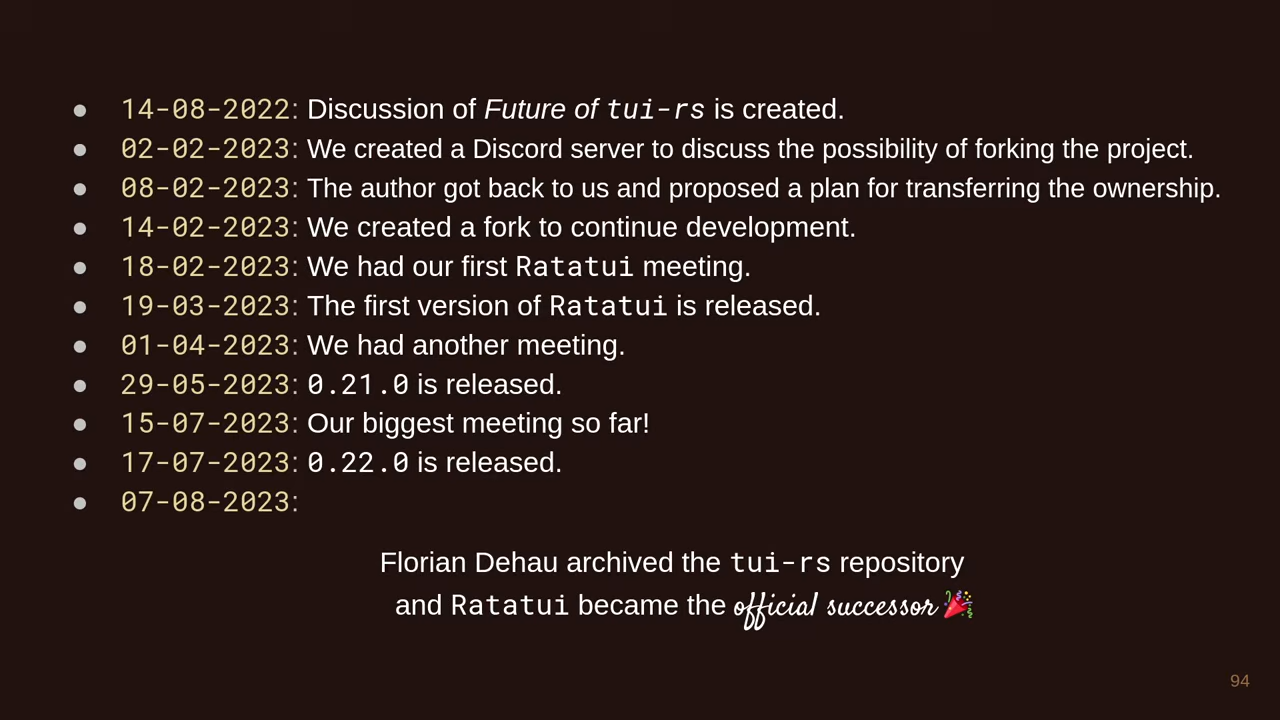 ● 14-08-2022: Discussion of Future of tui-rs is created.
● 02-02-2023: We created a Discord server to discuss the possibility of forking the project.
● 08-02-2023: The author got back to us and proposed a plan for transferring the ownership.
● 14-02-2023: We created a fork to continue development.
● 18-02-2023: We had our first Ratatui meeting.
● 19-03-2023: The first version of Ratatui is released.
● 01-04-2023: We had another meeting.
● 29-05-2023: 0.21.0 is released.
● 15-07-2023: Our biggest meeting so far!
● 17-07-2023: 0.22.0 is released.
● 07-08-2023:
Florian Dehau archived the tui-rs repository
and Ratatui became the official successor 🎉
94